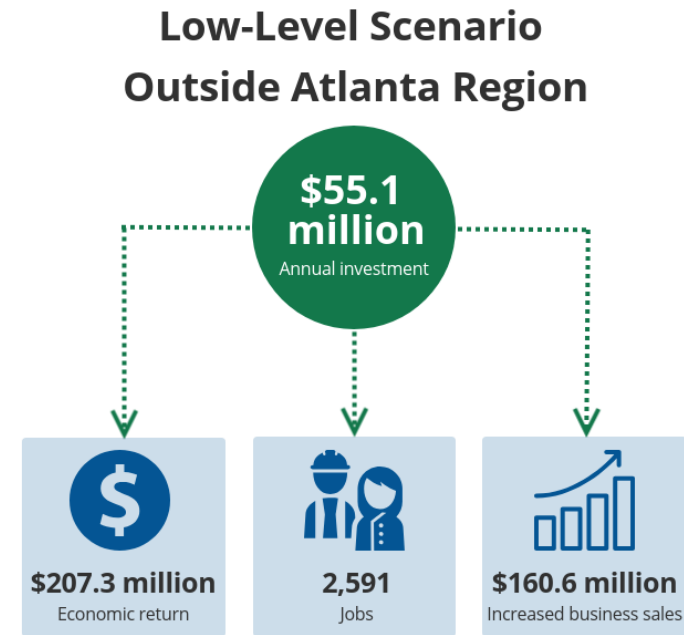 Low-Level Scenario
Outside Atlanta Region
$55.1
million
Annual investment
$
$207.3 million
Economic return
2,591
Jobs
$160.6 million
Increased business sales